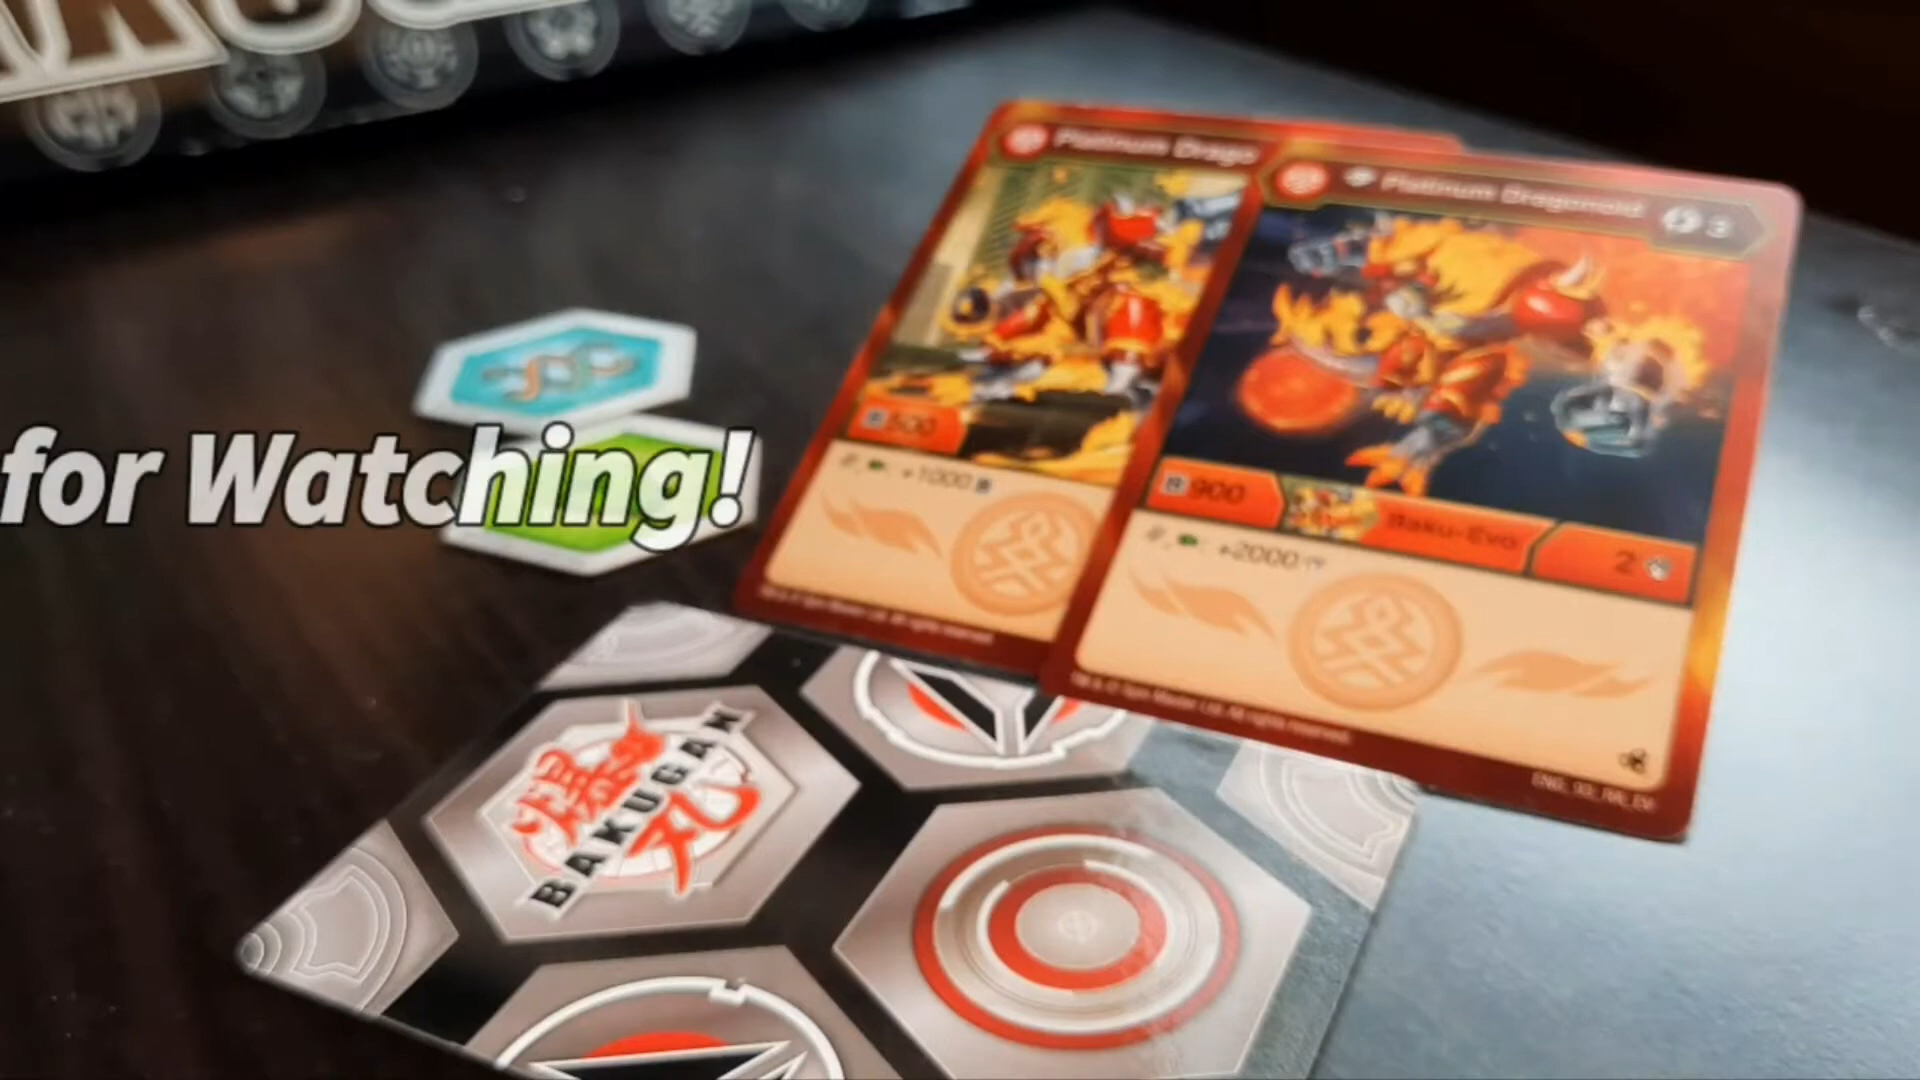 for Watching!
Platinum Drago
500
+1000
Platinum Dragonoid
3
900
Baku-Evo
2
+2000
爆丸
BAKUGAN